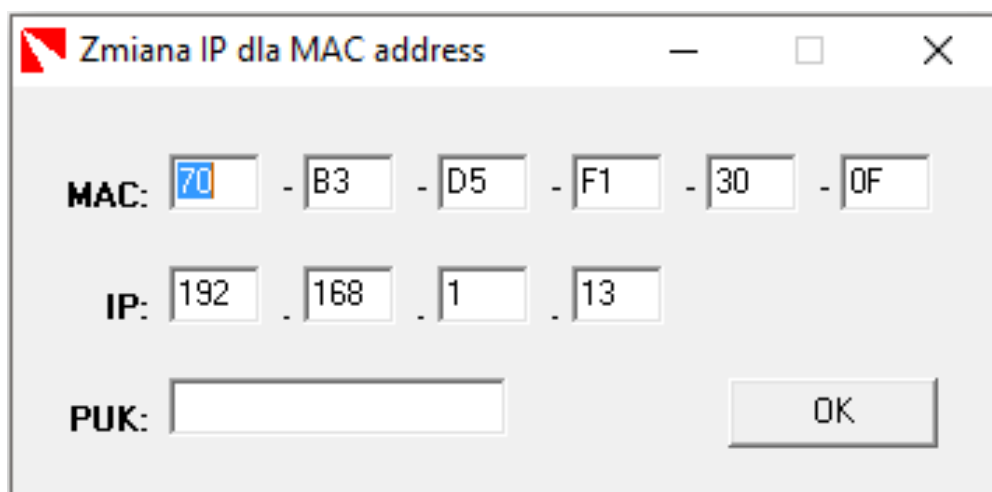 Zmiana IP dla MAC address
MAC: 70 - B3 - D5 - F1 - 30 - 0F
IP: 192 . 168 . 1 . 13
PUK:
OK